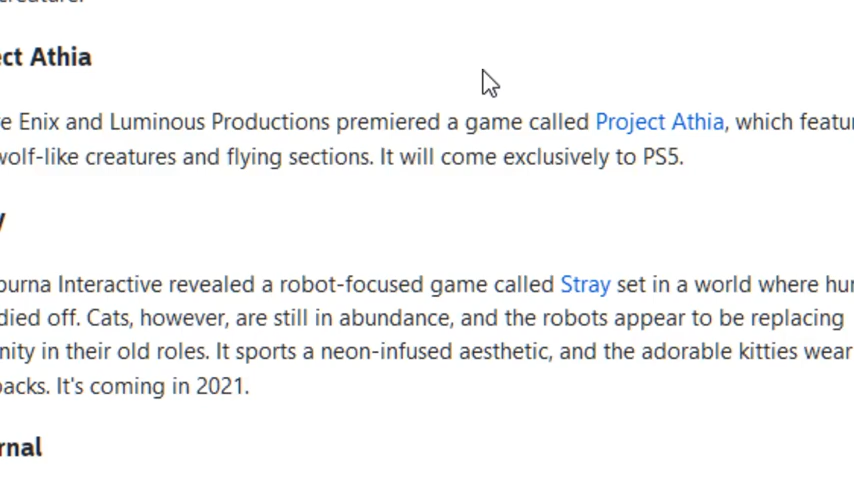 ect Athia
e Enix and Luminous Productions premiered a game called Project Athia, which featu
wolf-like creatures and flying sections. It will come exclusively to PS5.
y
ourna Interactive revealed a robot-focused game called Stray set in a world where hu
died off. Cats, however, are still in abundance, and the robots appear to be replacing
nity in their old roles. It sports a neon-infused aesthetic, and the adorable kitties wear
packs. It's coming in 2021.
rnal